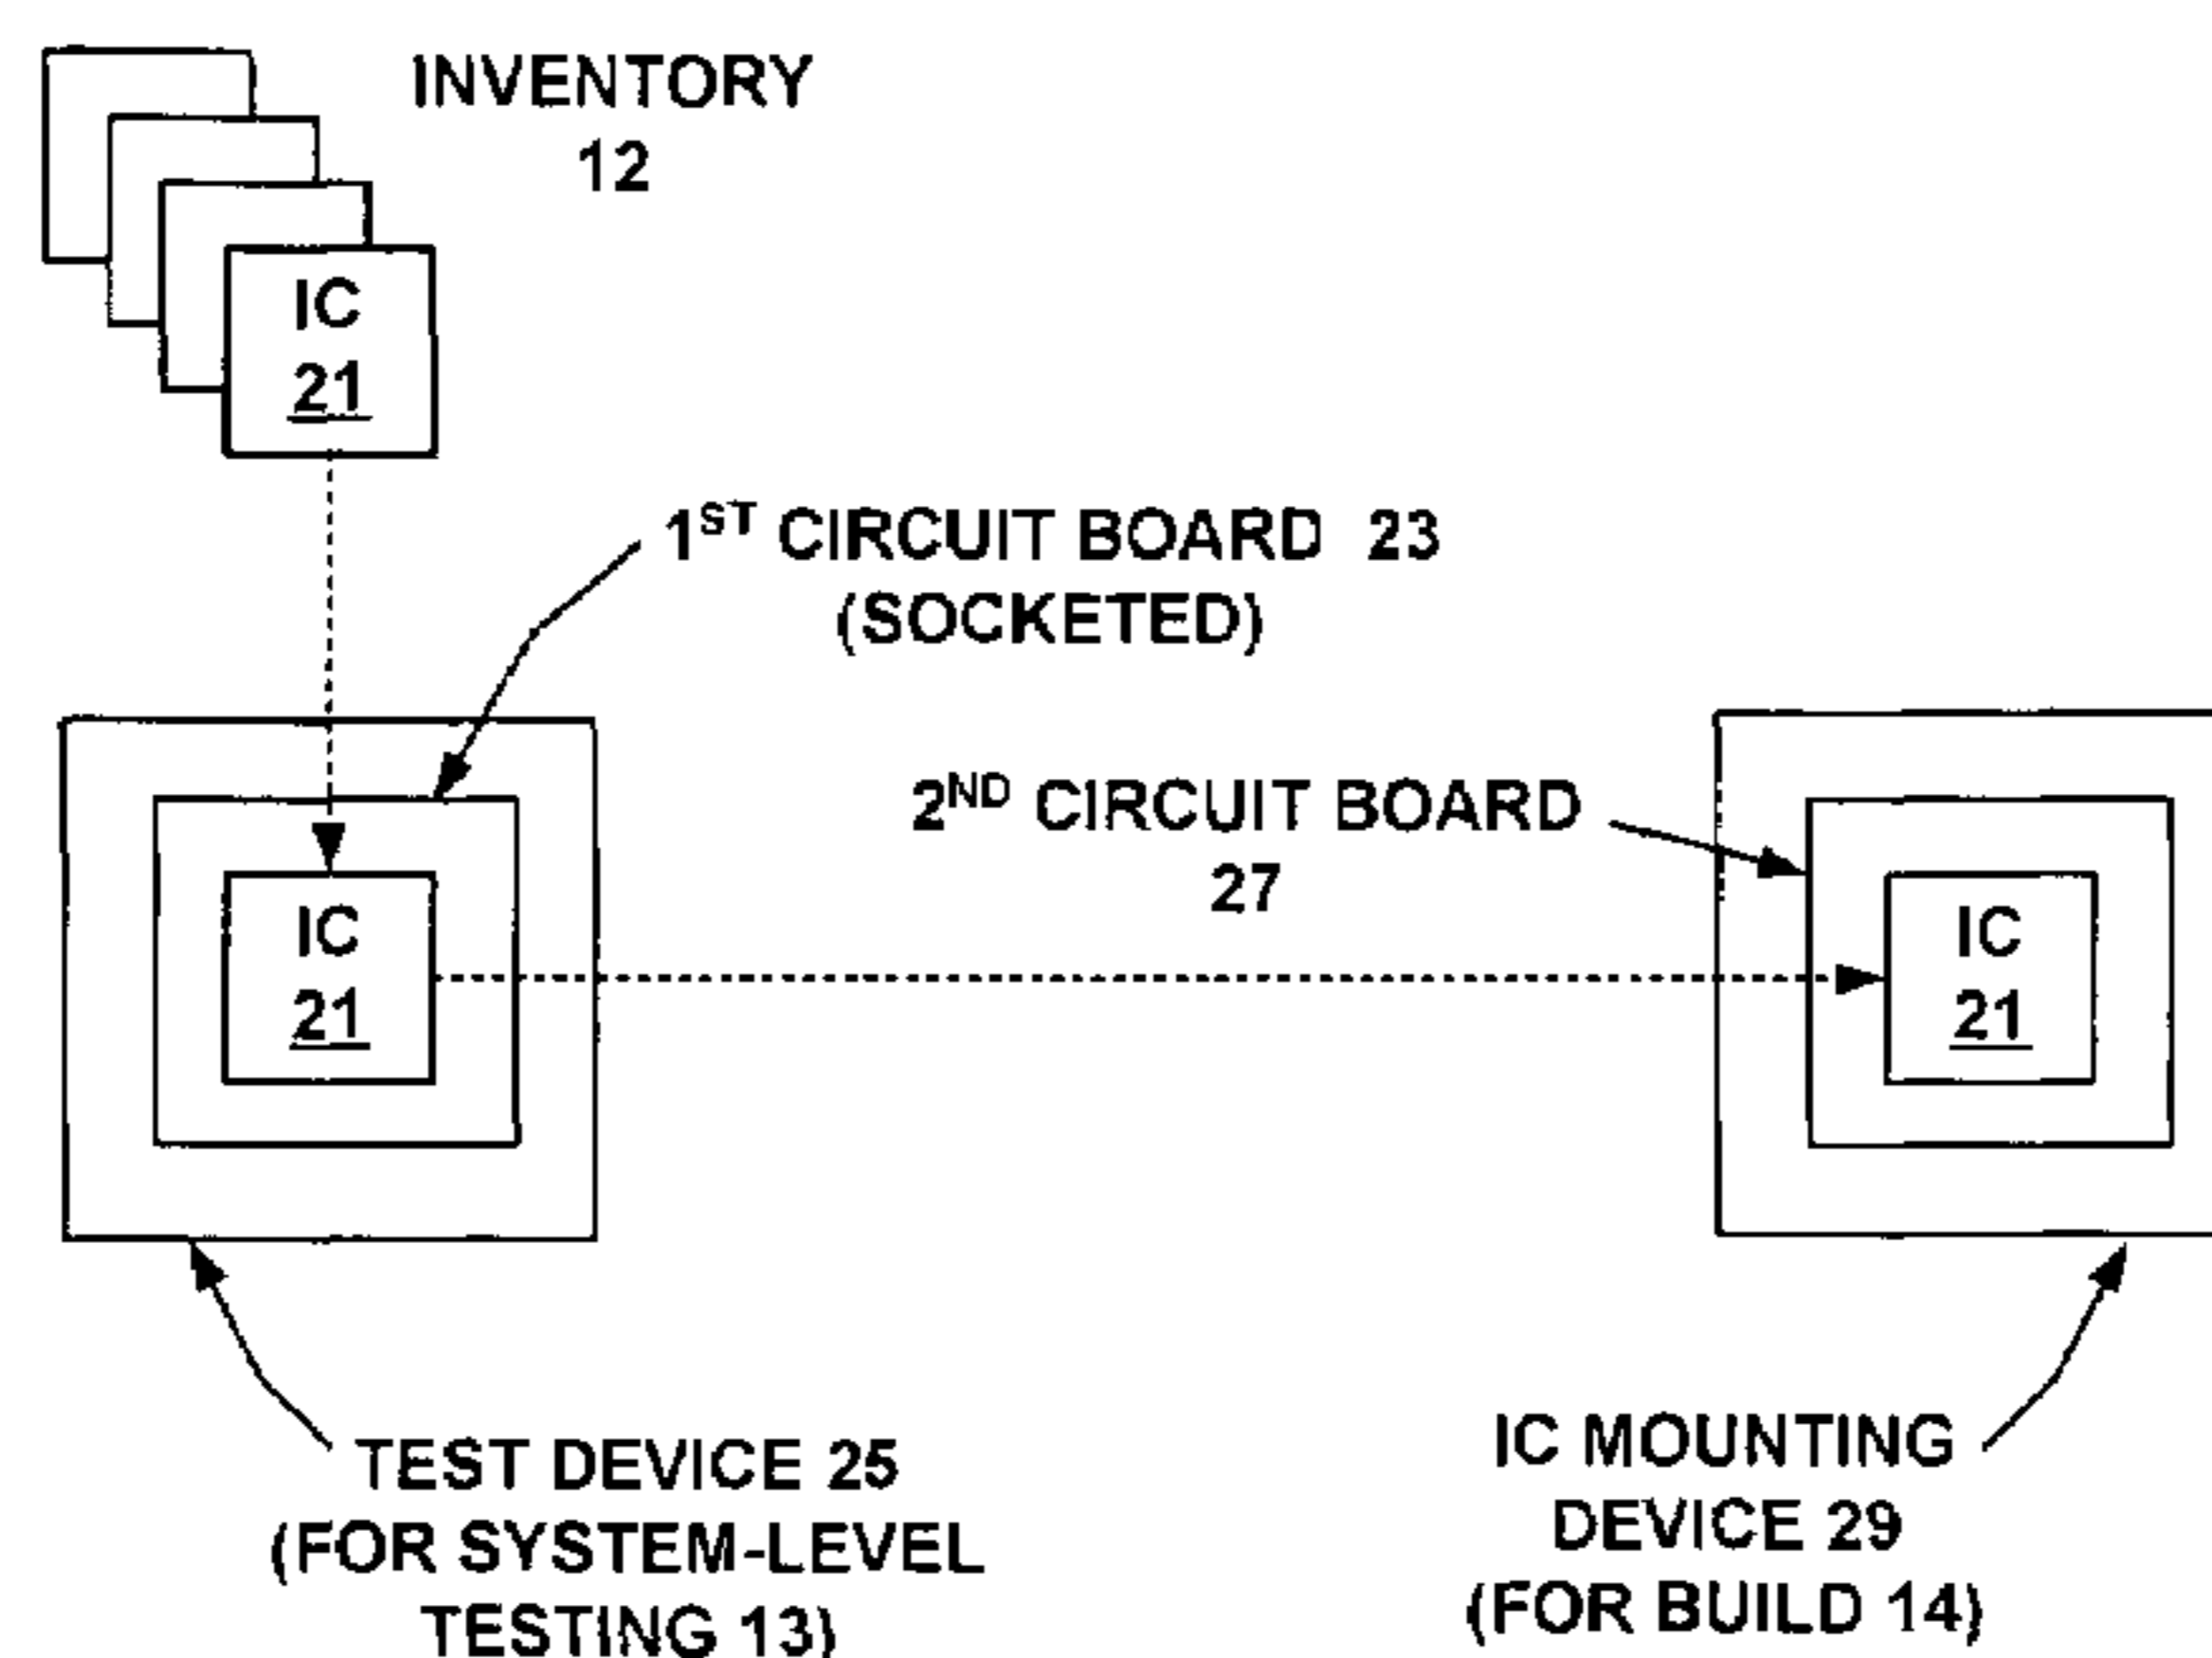 INVENTORY
12
IC
21
1ST CIRCUIT BOARD 23
(SOCKETED)
2ND CIRCUIT BOARD
27
IC
21
IC
21
TEST DEVICE 25
(FOR SYSTEM-LEVEL
TESTING 13)
IC MOUNTING
DEVICE 29
(FOR BUILD 14)